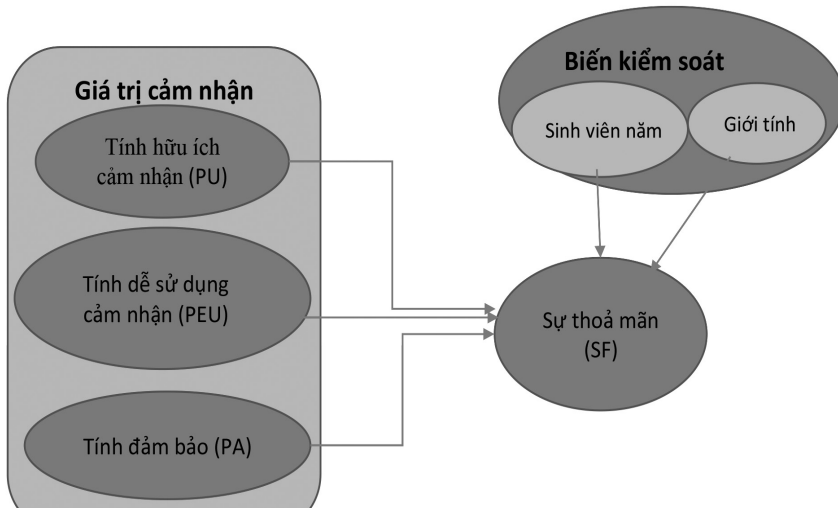 Giá trị cảm nhận
Tính hữu ích
cảm nhận (PU)
Tính dễ sử dụng
cảm nhận (PEU)
Tính đảm bảo (PA)
Biến kiểm soát
Sinh viên năm
Giới tính
Sự thoả mãn
(SF)